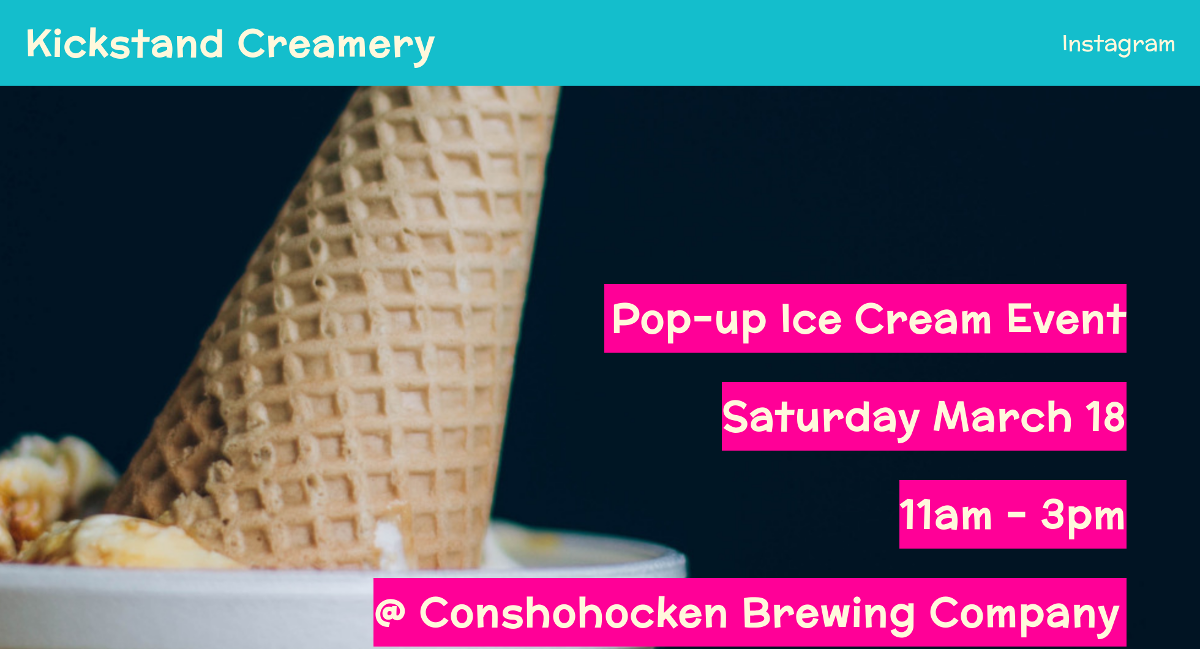 Kickstand Creamery
Instagram
Pop-up Ice Cream Event
Saturday March 18
11am - 3pm
@ Conshohocken Brewing Company